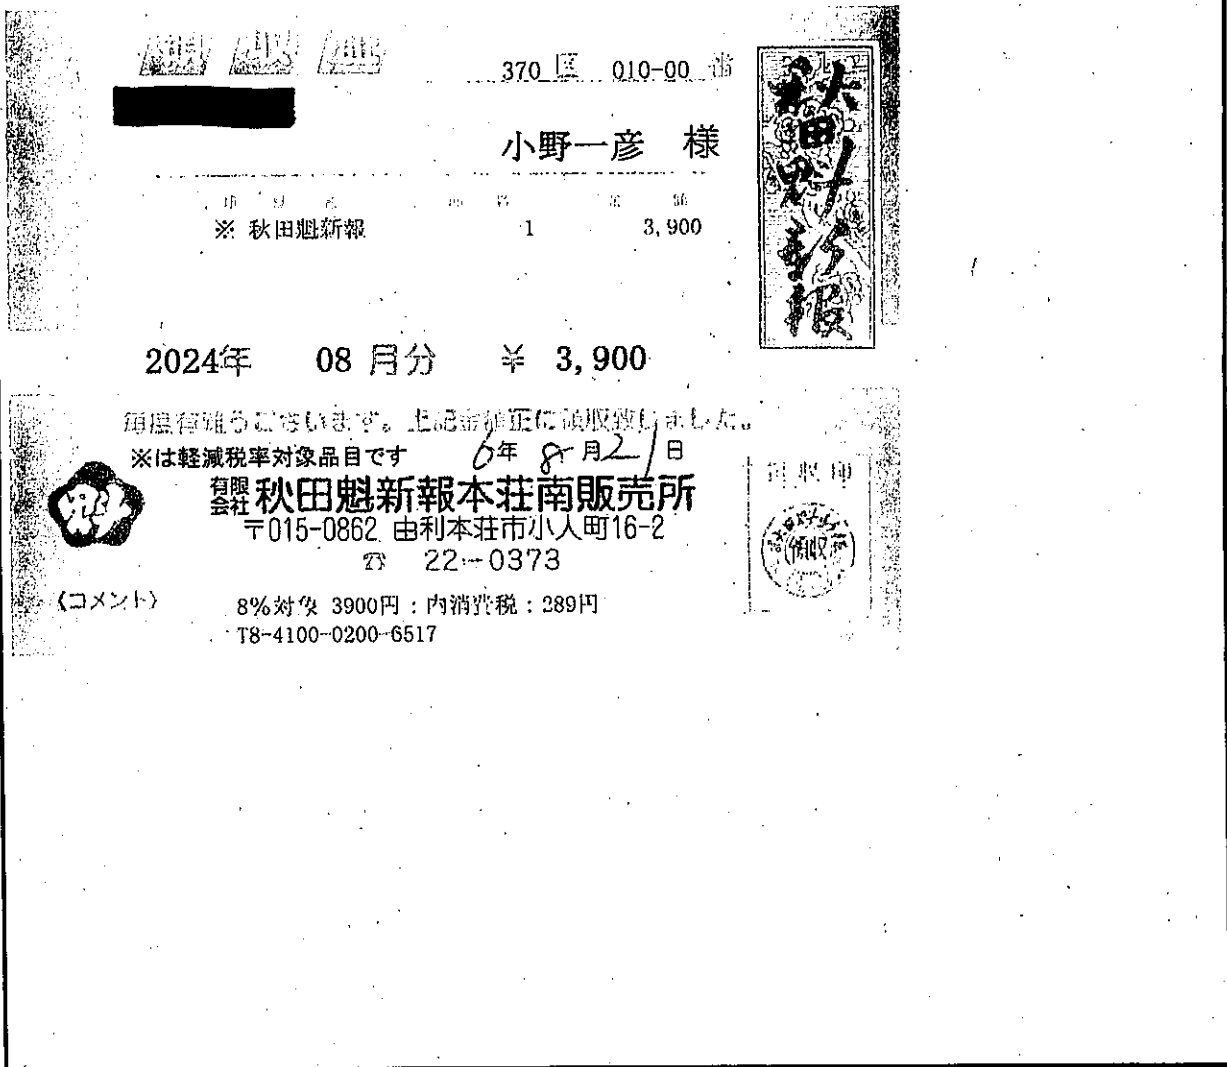 領収証
370 区 010-00 番
小野一彦 様
※ 秋田魁新報 1 3,900
秋田魁新報
2024年 08 月分 ¥ 3,900
毎度有難うございます。上記金額正に領収致しました。
※は軽減税率対象品目です 6年 8月21日
有限会社 秋田魁新報本荘南販売所
〒015-0862 由利本荘市小人町16-2
☎ 22-0373
領収印
領収
〈コメント〉 8%対象 3900円：内消費税：289円
T8-4100-0200-6517